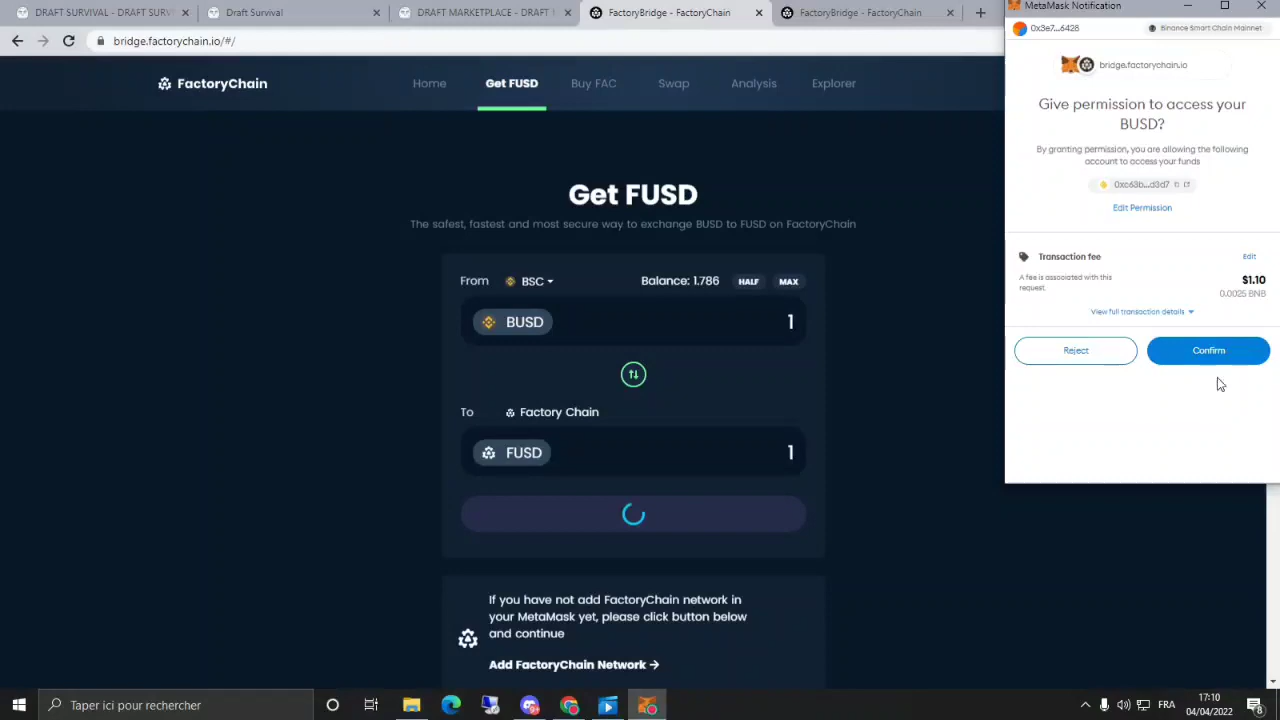 DRAFT SURVIVAL - DRAFT SURV
Draft Survival
DRAFT MARKET
FactoryBridge - FactoryChain
FactoryBridge - FactoryChain
bridge.factorychain.io/#/
FactoryChain
Home
Get FUSD
Buy FAC
Swap
Analysis
Explorer
Get FUSD
The safest, fastest and most secure way to exchange BUSD to FUSD on FactoryChain
From BSC Balance: 1.786 HALF MAX
BUSD 1
To Factory Chain
FUSD 1
If you have not add FactoryChain network in
your MetaMask yet, please click button below
and continue
Add FactoryChain Network →
MetaMask Notification
0x3e7...6428 Binance Smart Chain Mainnet
bridge.factorychain.io
Give permission to access your
BUSD?
By granting permission, you are allowing the following
account to access your funds
0xc63b...d3d7
Edit Permission
Transaction fee Edit
A fee is associated with this
request.
$1.10
0.0025 BNB
View full transaction details
Reject
Confirm
Taper ici pour rechercher
FRA
17:10
04/04/2022
8